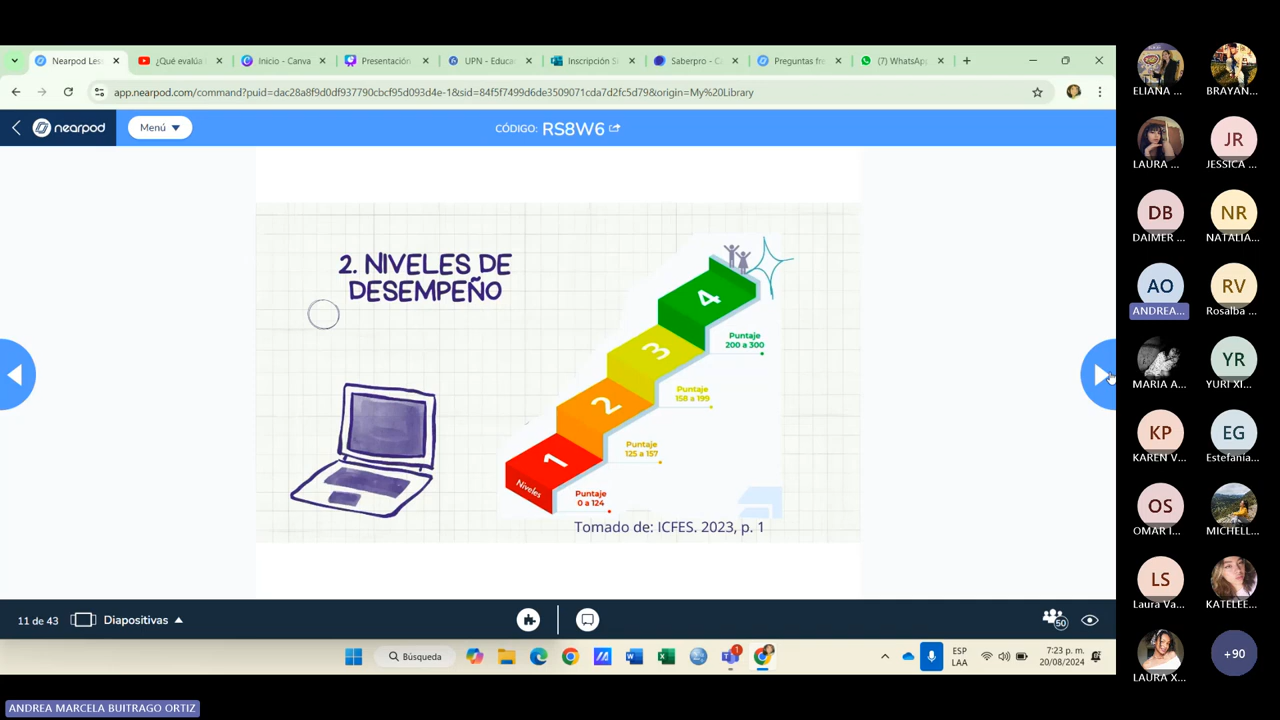 Nearpod Les
¿Qué evalúa
Inicio - Canva
Presentación
UPN - Educa
Inscripción Si
Saberpro - C
Preguntas fre
(7) WhatsAp
app.nearpod.com/command?puid=dac28a8f9d0df937790cbcf95d093d4e-1&sid=84f5f7499d6de3509071cda7d2fc5d79&origin=My%20Library
nearpod
Menú
CÓDIGO: RS8W6
2. NIVELES DE
DESEMPEÑO
4
Puntaje
200 a 300
3
Puntaje
158 a 199
2
Puntaje
125 a 157
1
Niveles
Puntaje
0 a 124
Tomado de: ICFES. 2023, p. 1
11 de 43
Diapositivas
50
Búsqueda
1
ESP
LAA
7:23 p. m.
20/08/2024
ELIANA ...
BRAYAN...
LAURA ...
JR
JESSICA ...
DB
DAIMER ...
NR
NATALIA...
AO
ANDREA...
RV
Rosalba ...
MARIA A...
YR
YURI XI...
KP
KAREN V...
EG
Estefania...
OS
OMAR I...
MICHELL...
LS
Laura Va...
KATELEE...
LAURA X...
+90
ANDREA MARCELA BUITRAGO ORTIZ